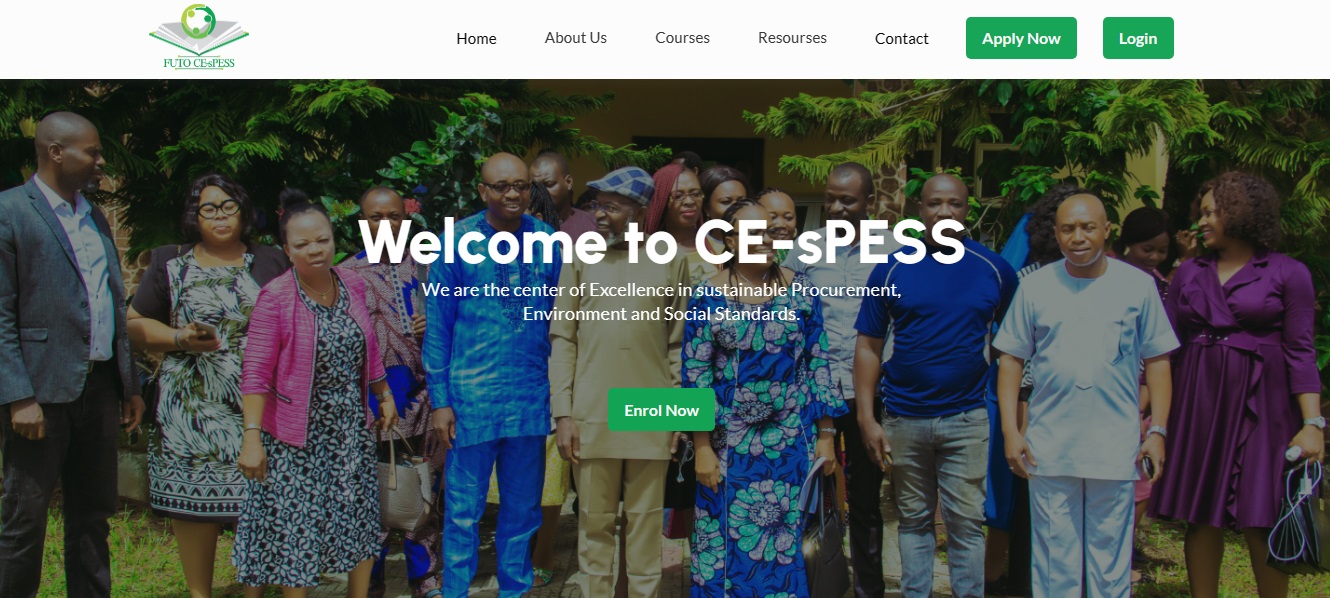 FUTO CE-sPESS
Home
About Us
Courses
Resourses
Contact
Apply Now
Login
Welcome to CE-sPESS
We are the center of Excellence in sustainable Procurement,
Environment and Social Standards.
Enrol Now